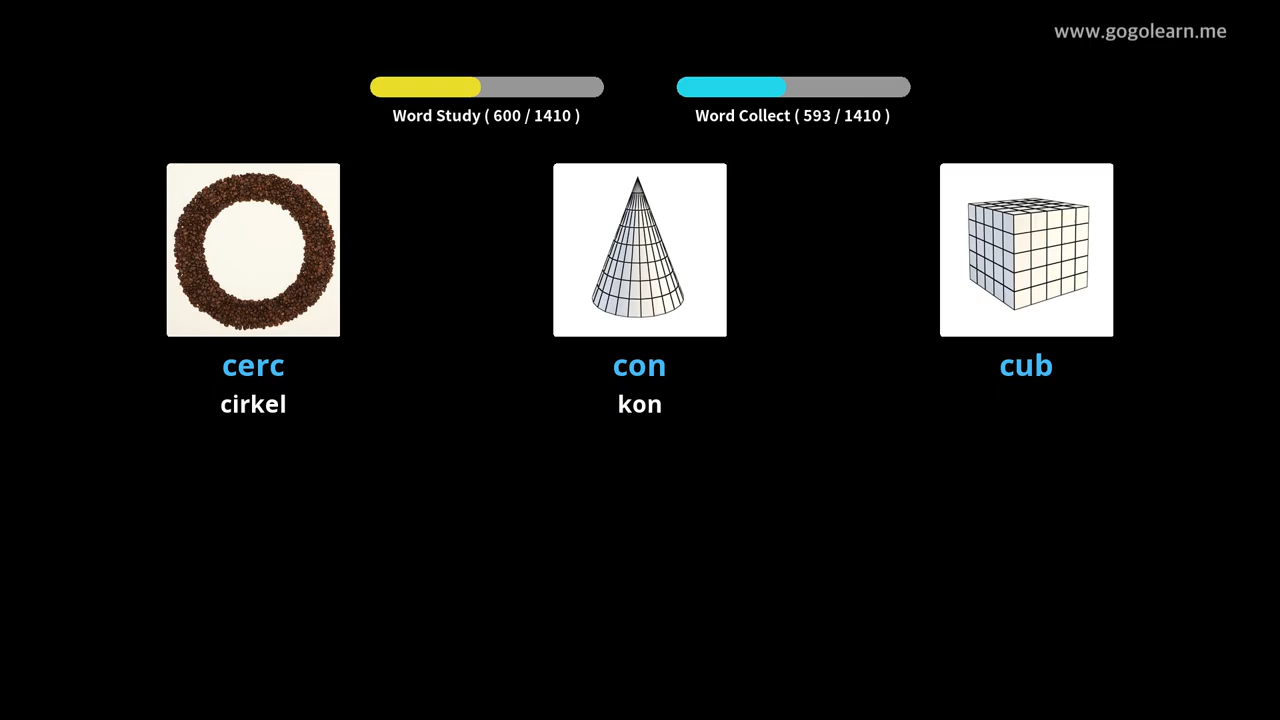 www.gogolearn.me
Word Study ( 600 / 1410 )
Word Collect ( 593 / 1410 )
cerc
cirkel
con
kon
cub